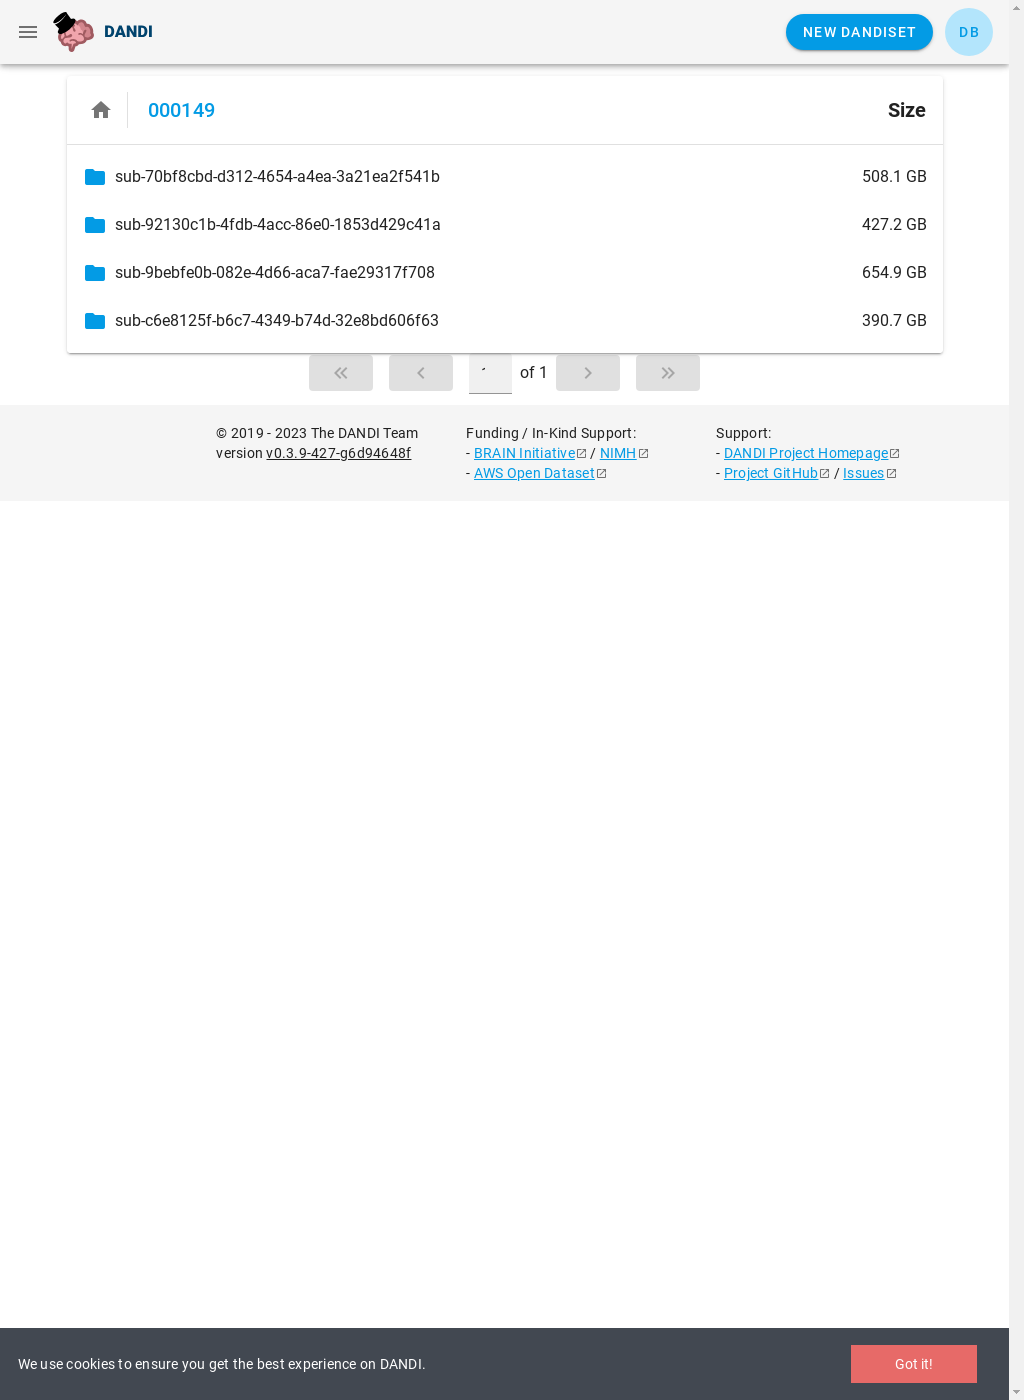 DANDI
NEW DANDISET
DB
000149
Size
sub-70bf8cbd-d312-4654-a4ea-3a21ea2f541b 508.1 GB
sub-92130c1b-4fdb-4acc-86e0-1853d429c41a 427.2 GB
sub-9bebfe0b-082e-4d66-aca7-fae29317f708 654.9 GB
sub-c6e8125f-b6c7-4349-b74d-32e8bd606f63 390.7 GB
of 1
© 2019 - 2023 The DANDI Team
version v0.3.9-427-g6d94648f
Funding / In-Kind Support:
- BRAIN Initiative / NIMH
- AWS Open Dataset
Support:
- DANDI Project Homepage
- Project GitHub / Issues
We use cookies to ensure you get the best experience on DANDI.
Got it!